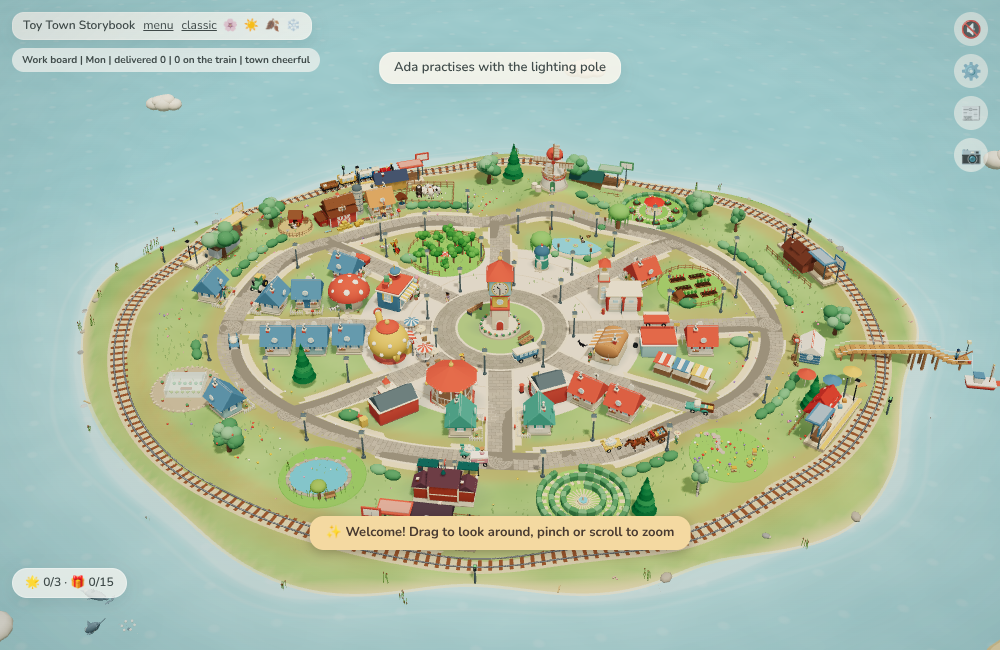 Toy Town Storybook menu classic
Work board | Mon | delivered 0 | 0 on the train | town cheerful
Ada practises with the lighting pole
Welcome! Drag to look around, pinch or scroll to zoom
0/3 · 0/15